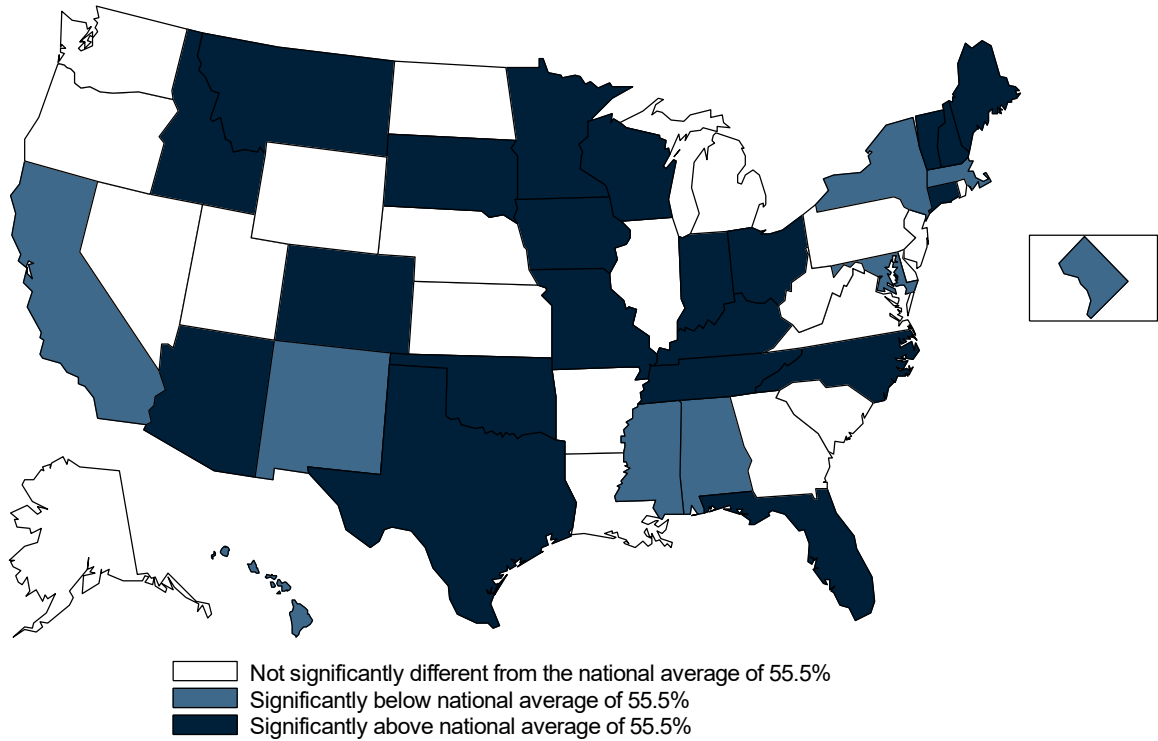 Not significantly different from the national average of 55.5%
Significantly below national average of 55.5%
Significantly above national average of 55.5%